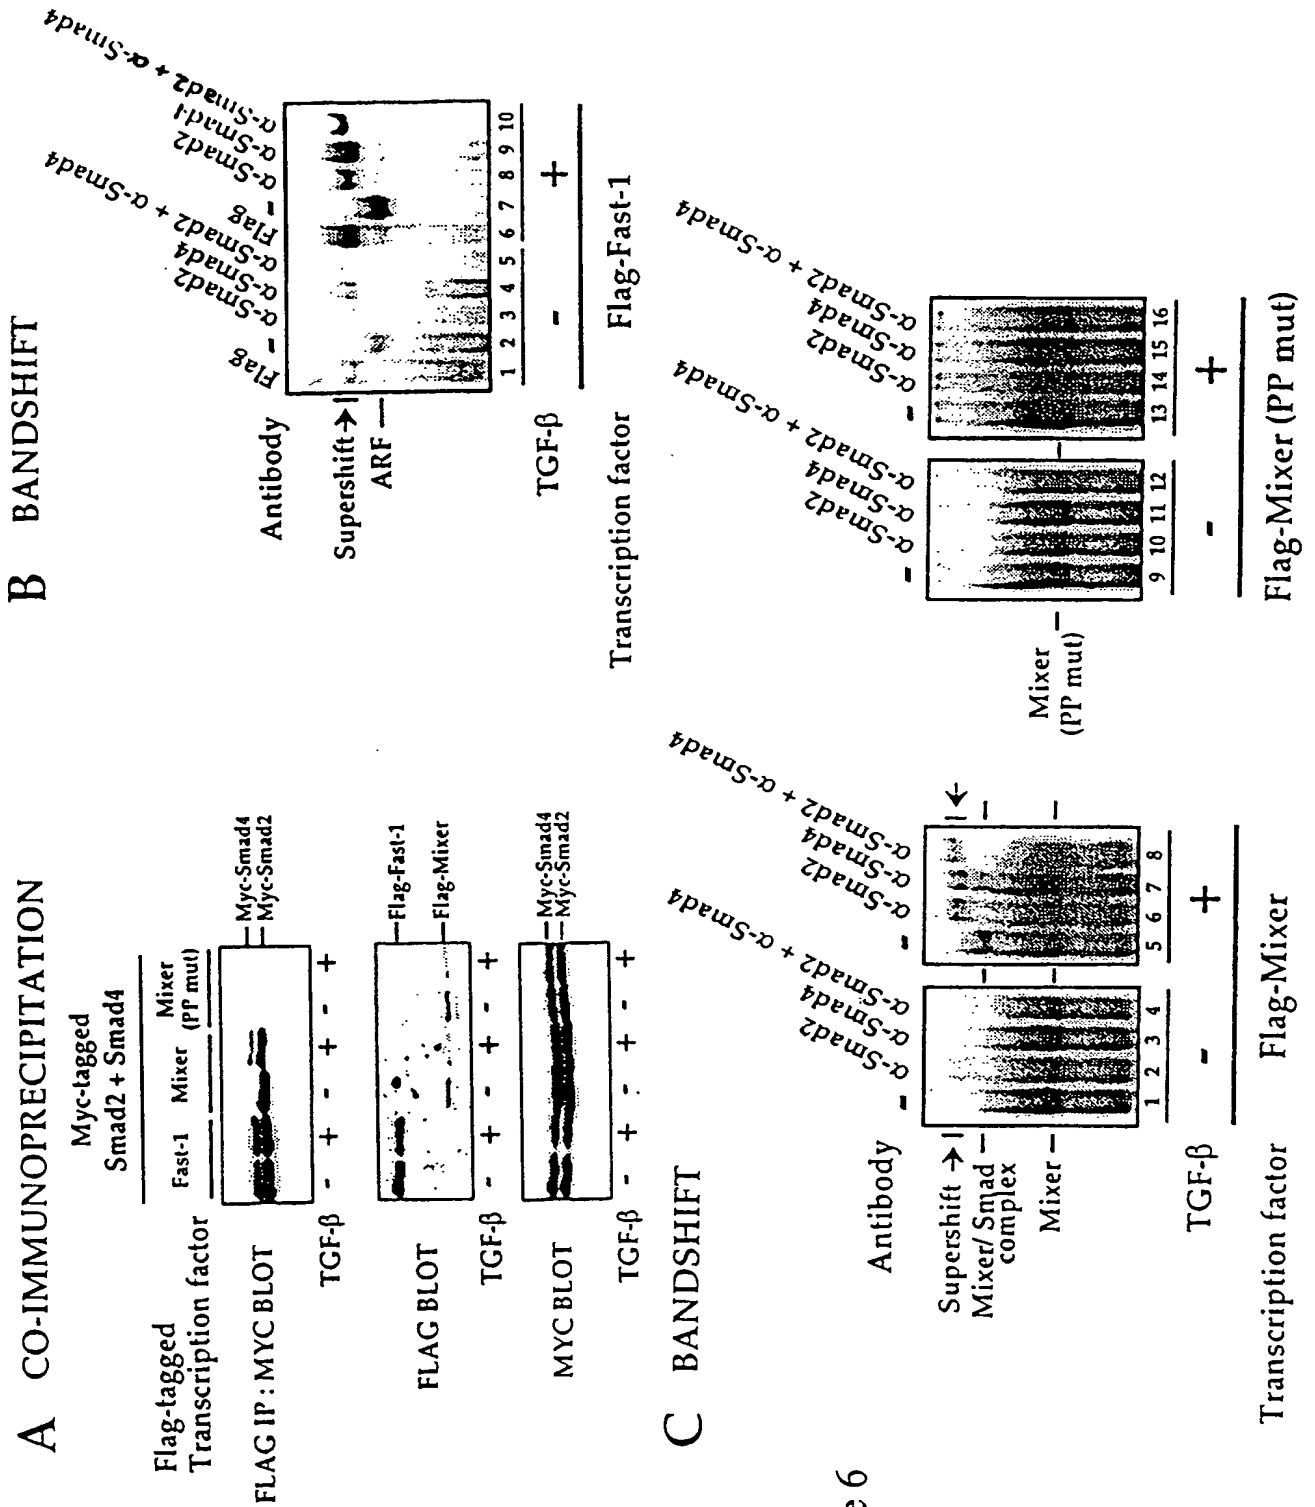 A CO-IMMUNOPRECIPITATION
Myc-tagged
Smad2 + Smad4
Flag-tagged
Transcription factor
Fast-1 Mixer Mixer
(PP mut)
FLAG IP : MYC BLOT
Myc-Smad4
Myc-Smad2
TGF-β - + - + - +
FLAG BLOT
Flag-Fast-1
Flag-Mixer
TGF-β - + - + - +
MYC BLOT
Myc-Smad4
Myc-Smad2
TGF-β - + - + - +
B BANDSHIFT
Antibody
Flag - α-Smad2 α-Smad4 α-Smad2 + α-Smad4 Flag - α-Smad2 α-Smad4 α-Smad2 + α-Smad4
Supershift →
ARF
1 2 3 4 5 6 7 8 9 10
TGF-β - +
Transcription factor Flag-Fast-1
C BANDSHIFT
Antibody
- α-Smad2 α-Smad4 α-Smad2 + α-Smad4 - α-Smad2 α-Smad4 α-Smad2 + α-Smad4
Supershift →
Mixer/ Smad
complex
Mixer
1 2 3 4 5 6 7 8
TGF-β - +
Transcription factor Flag-Mixer
- α-Smad2 α-Smad4 α-Smad2 + α-Smad4 - α-Smad2 α-Smad4 α-Smad2 + α-Smad4
Mixer
(PP mut)
9 10 11 12 13 14 15 16
- +
Flag-Mixer (PP mut)
e 6